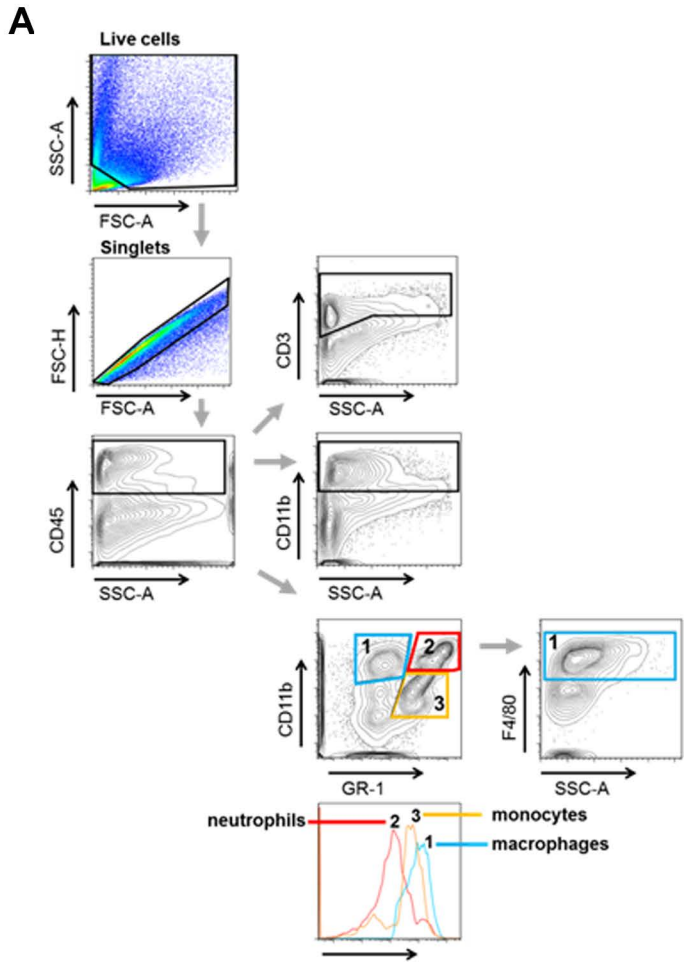 A
Live cells
SSC-A
FSC-A
Singlets
FSC-H
FSC-A
CD3
SSC-A
CD45
SSC-A
CD11b
SSC-A
1
2
3
CD11b
GR-1
1
F4/80
SSC-A
neutrophils
2
3
monocytes
1
macrophages